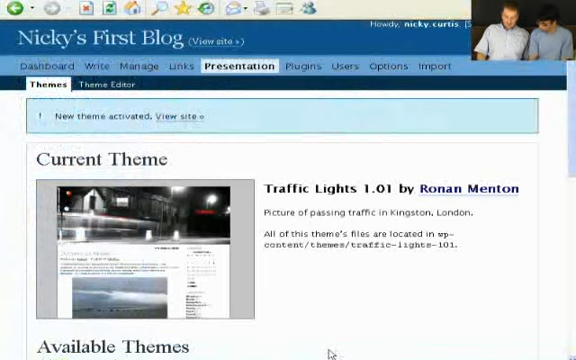 Howdy, nicky.curtis.
Nicky's First Blog (View site »)
Dashboard Write Manage Links Presentation Plugins Users Options Import
Themes Theme Editor
! New theme activated. View site »
Current Theme
Traffic Lights 1.01 by Ronan Menton
Picture of passing traffic in Kingston, London.
All of this theme's files are located in wp-
content/themes/traffic-lights-101.
Available Themes